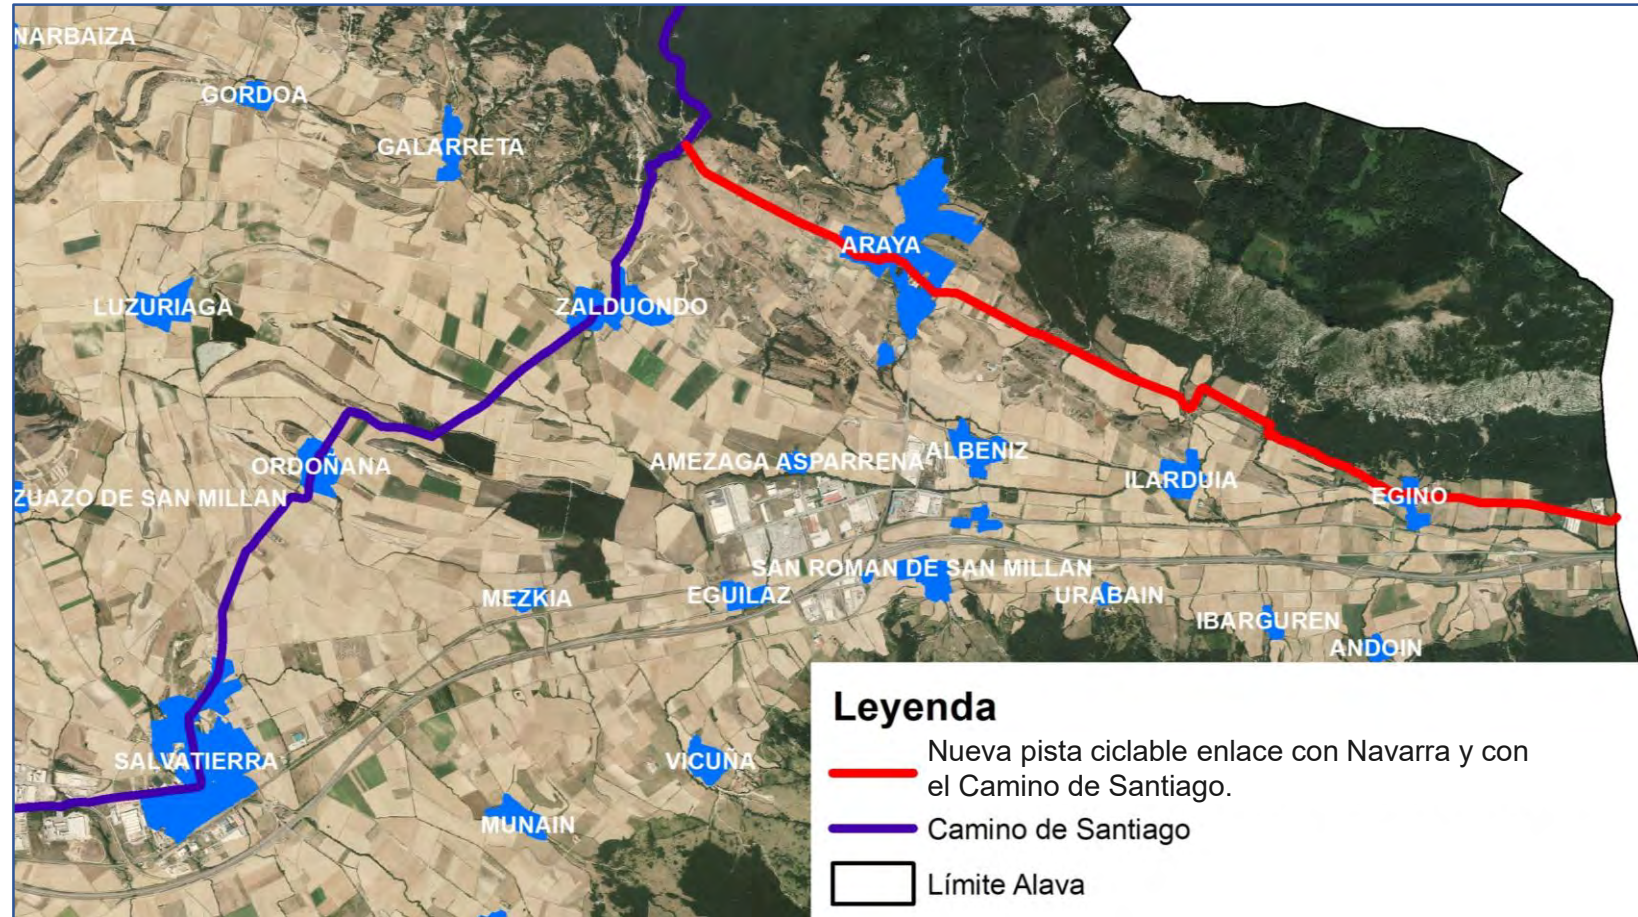 NARBAIZA
GORDOA
GALARRETA
ARAYA
LUZURIAGA
ZALDUONDO
ORDOÑANA
AMEZAGA ASPARRENA
ALBENIZ
ILARDUIA
ZUAZO DE SAN MILLAN
EGINO
SAN ROMAN DE SAN MILLAN
MEZKIA
EGUILAZ
URABAIN
IBARGUREN
ANDOIN
SALVATIERRA
VICUÑA
MUNAIN
Leyenda
Nueva pista ciclable enlace con Navarra y con
el Camino de Santiago.
Camino de Santiago
Límite Alava